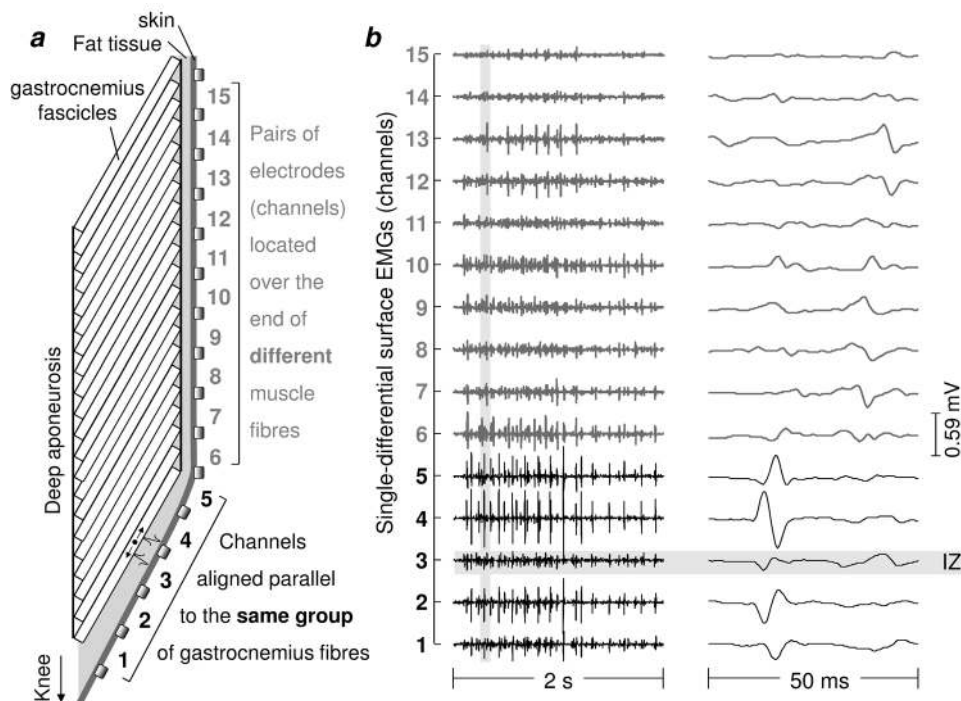 a
skin
Fat tissue
gastrocnemius
fascicles
Deep aponeurosis
Knee
15
14
13
12
11
10
9
8
7
6
5
4
3
2
1
Pairs of
electrodes
(channels)
located
over the
end of
different
muscle
fibres
Channels
aligned parallel
to the same group
of gastrocnemius fibres
b
Single-differential surface EMGs (channels)
15
14
13
12
11
10
9
8
7
6
5
4
3
2
1
2 s
50 ms
0.59 mV
IZ